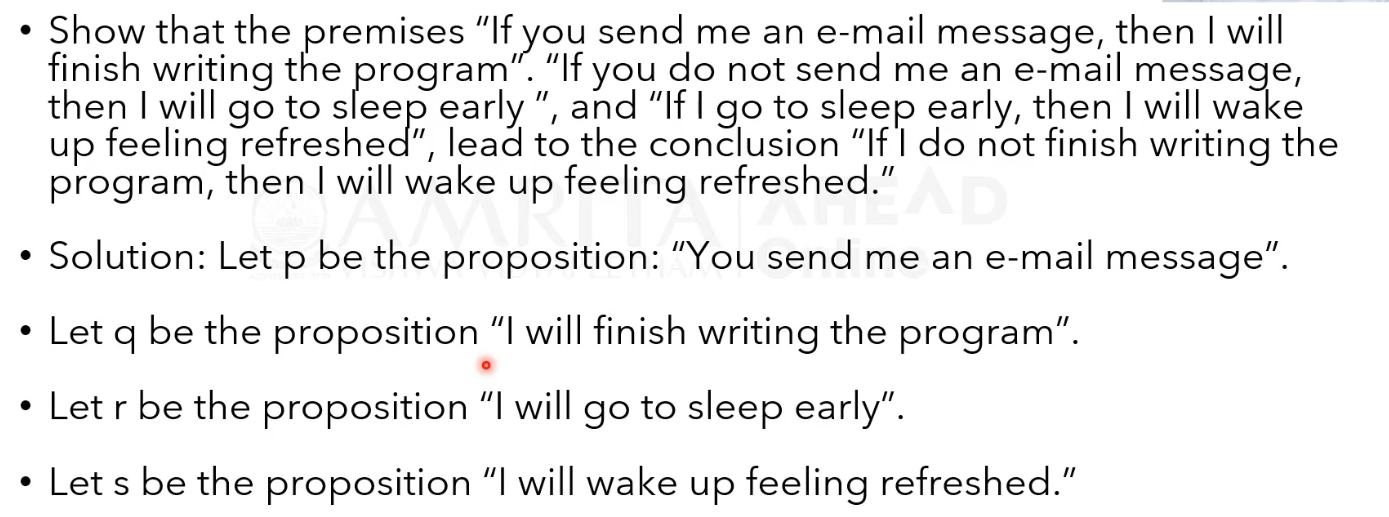 • Show that the premises “If you send me an e-mail message, then I will
finish writing the program”. “If you do not send me an e-mail message,
then I will go to sleep early ”, and “If I go to sleep early, then I will wake
up feeling refreshed”, lead to the conclusion “If I do not finish writing the
program, then I will wake up feeling refreshed.”
AMRITA AHEAD
VISHWA VIDYAPEETHAM Online
• Solution: Let p be the proposition: “You send me an e-mail message”.
• Let q be the proposition “I will finish writing the program”.
• Let r be the proposition “I will go to sleep early”.
• Let s be the proposition “I will wake up feeling refreshed.”